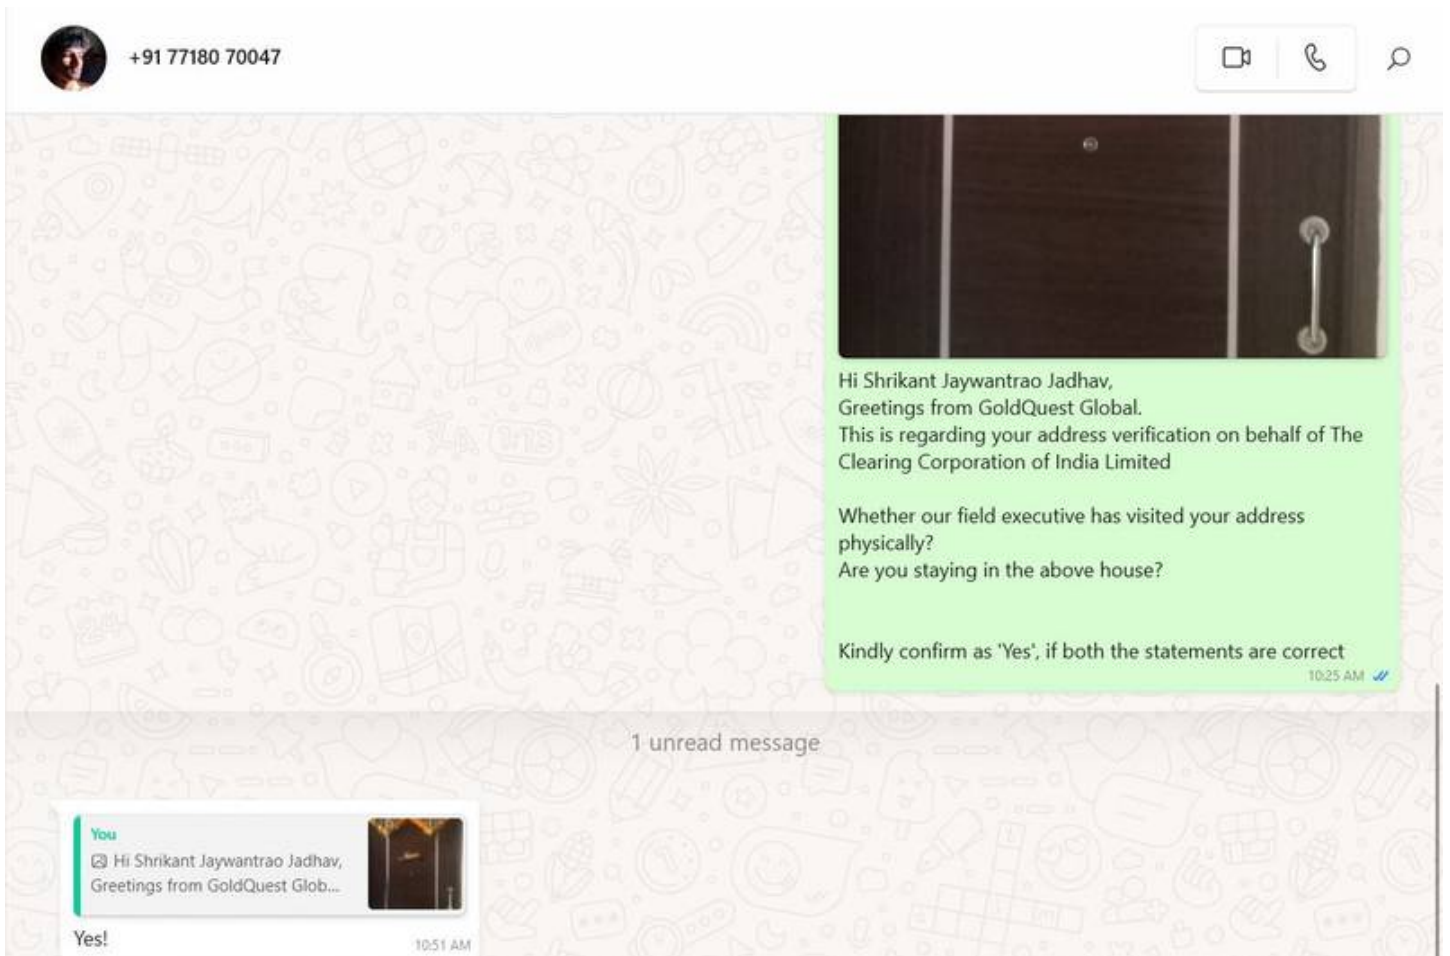 +91 77180 70047
Hi Shrikant Jaywantrao Jadhav,
Greetings from GoldQuest Global.
This is regarding your address verification on behalf of The
Clearing Corporation of India Limited
Whether our field executive has visited your address
physically?
Are you staying in the above house?
Kindly confirm as 'Yes', if both the statements are correct
10:25 AM
1 unread message
You
Hi Shrikant Jaywantrao Jadhav,
Greetings from GoldQuest Glob...
Yes!
10:51 AM